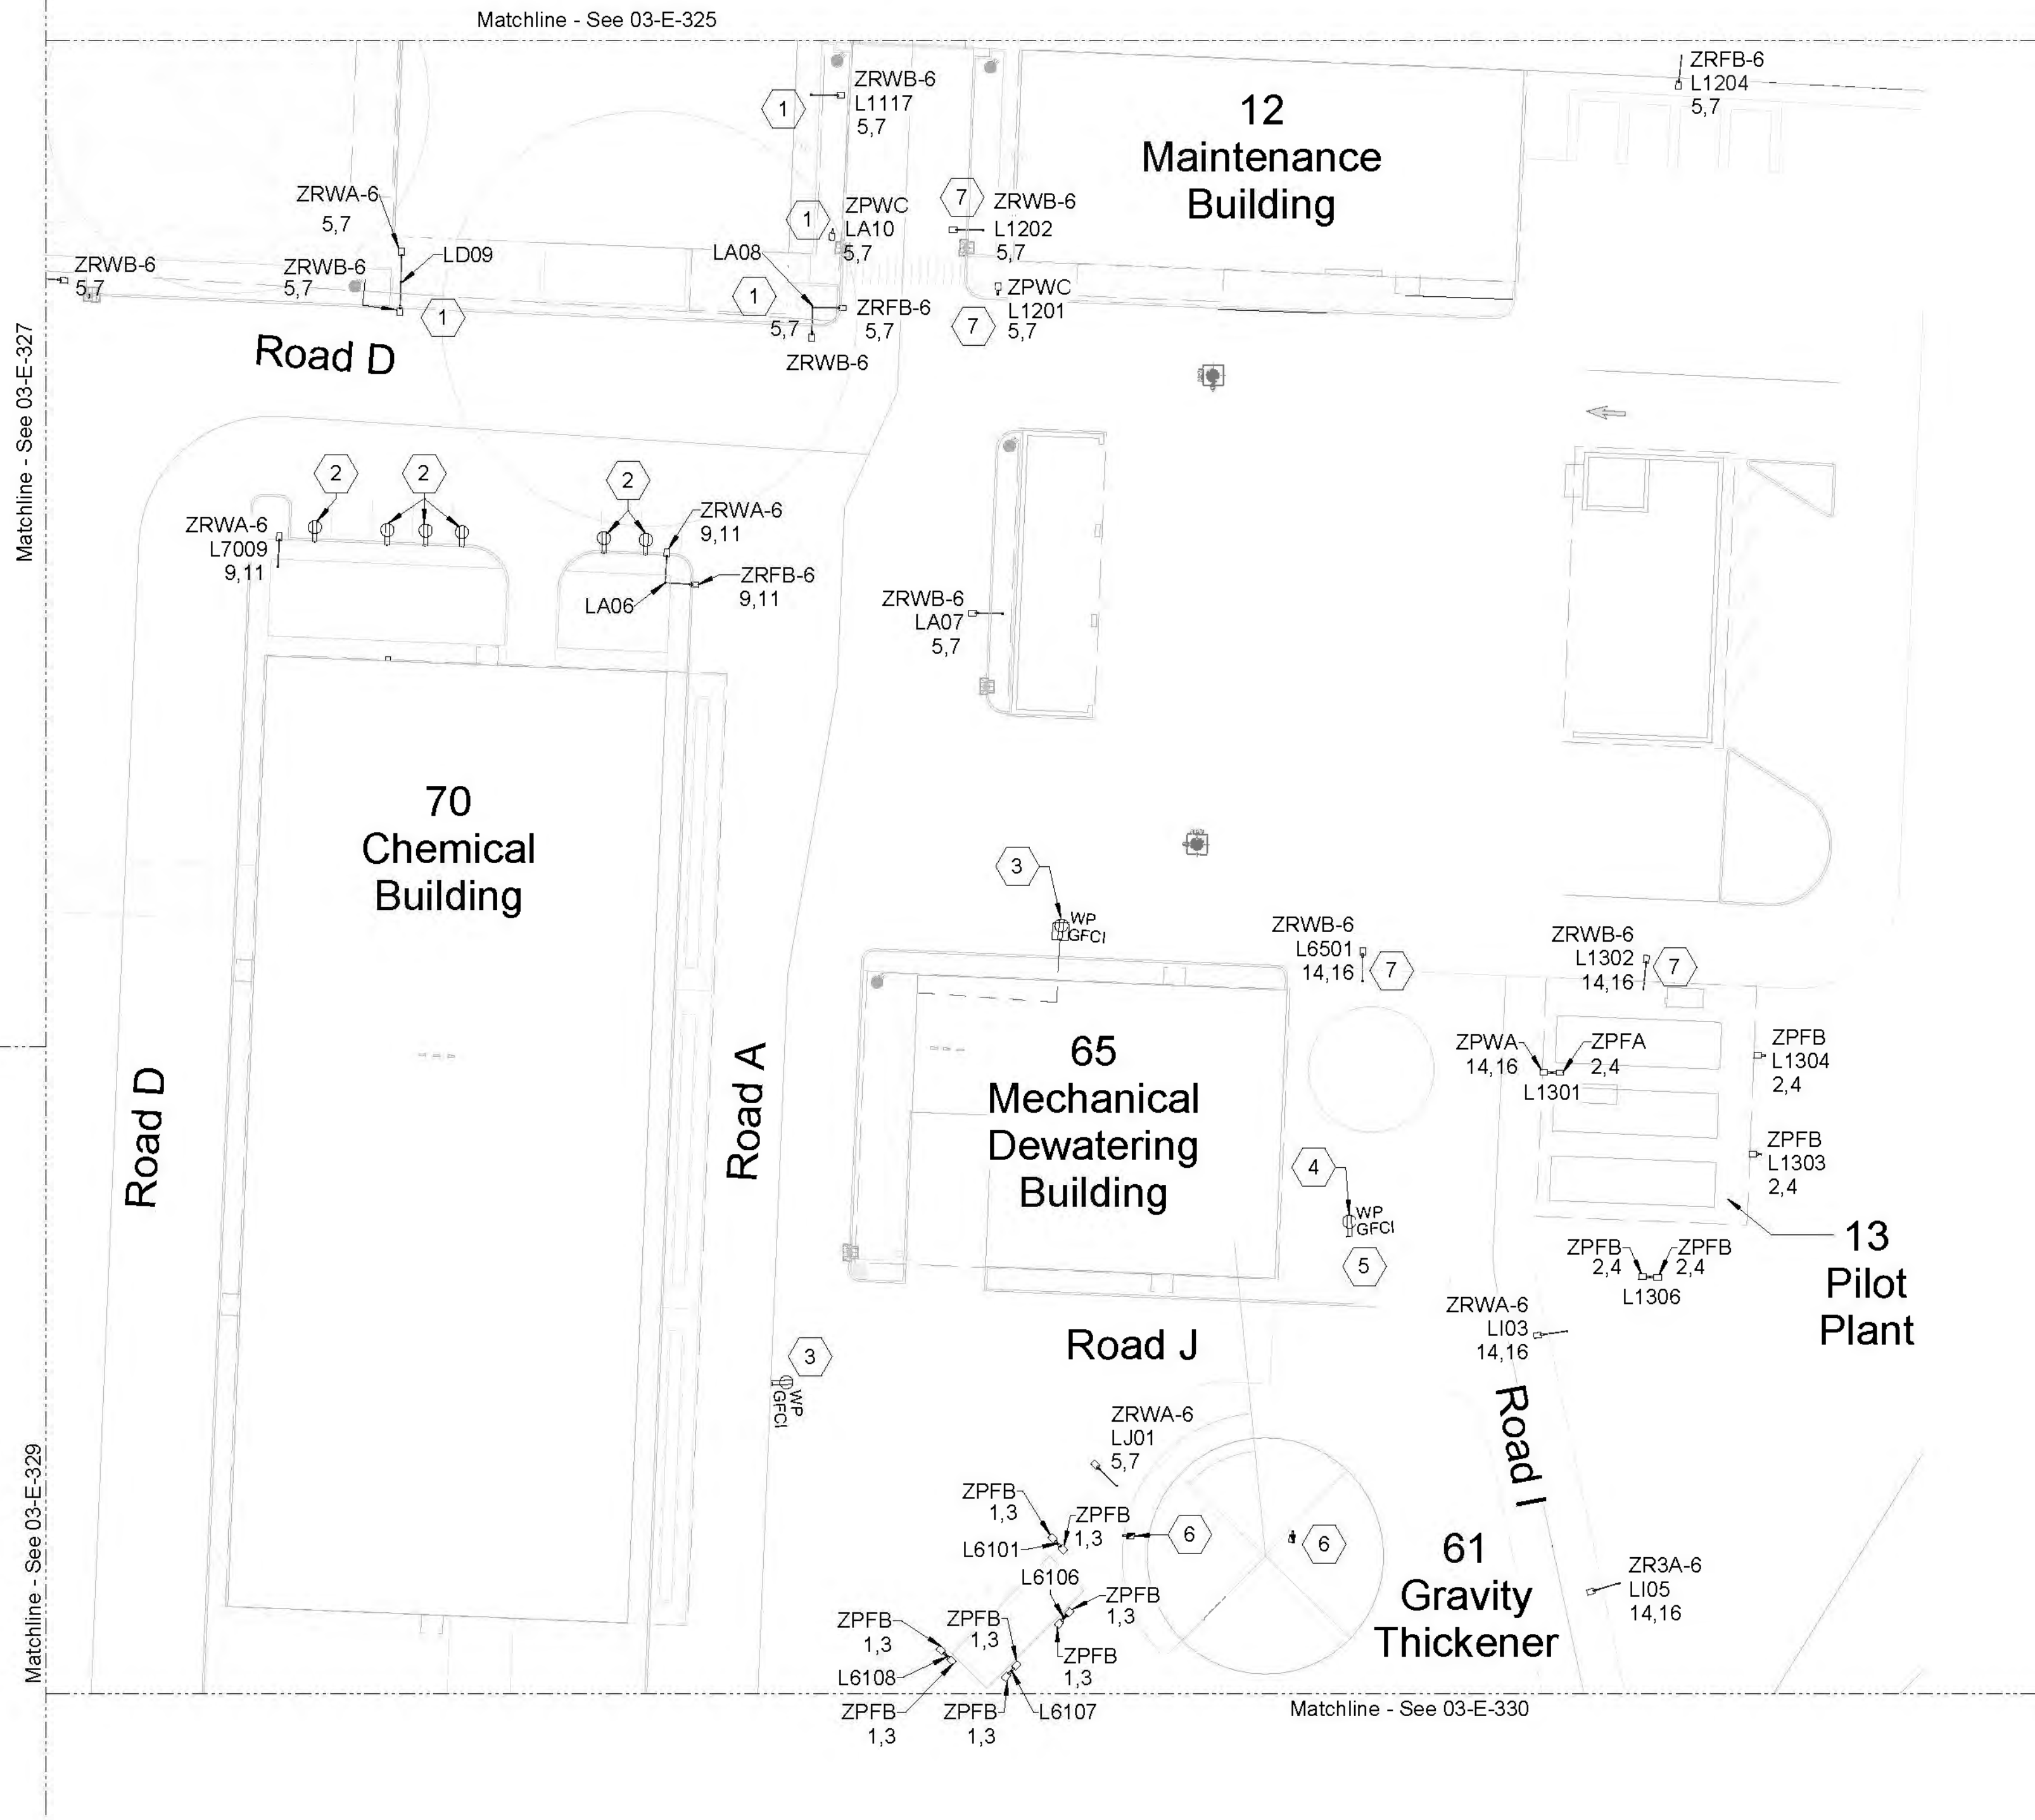 Matchline - See 03-E-325
ZRWB-6
L1117
5,7
1
12
Maintenance
Building
ZRFB-6
L1204
5,7
ZRWA-6
5,7
LD09
ZRWB-6
5,7
ZRWB-6
5,7
1
1
ZPWC
LA10
5,7
7
ZRWB-6
L1202
5,7
LA08
1
5,7
ZRFB-6
5,7
ZRWB-6
ZPWC
L1201
5,7
7
Road D
Matchline - See 03-E-327
2
2
2
ZRWA-6
L7009
9,11
ZRWA-6
9,11
ZRFB-6
9,11
LA06
ZRWB-6
LA07
5,7
70
Chemical
Building
3
WP
GFCI
ZRWB-6
L6501
14,16
7
ZRWB-6
L1302
14,16
7
65
Mechanical
Dewatering
Building
ZPWA
14,16
ZPFA
2,4
L1301
ZPFB
L1304
2,4
ZPFB
L1303
2,4
Road D
Road A
4
WP
GFCI
5
13
Pilot
Plant
ZPFB
2,4
ZPFB
2,4
L1306
ZRWA-6
LI03
14,16
Road J
3
WP
GFCI
Road I
ZRWA-6
LJ01
5,7
ZPFB
1,3
ZPFB
1,3
L6101
6
6
61
Gravity
Thickener
ZR3A-6
LI05
14,16
L6106
ZPFB
1,3
ZPFB
1,3
ZPFB
1,3
ZPFB
1,3
L6108
ZPFB
1,3
ZPFB
1,3
L6107
Matchline - See 03-E-329
Matchline - See 03-E-330